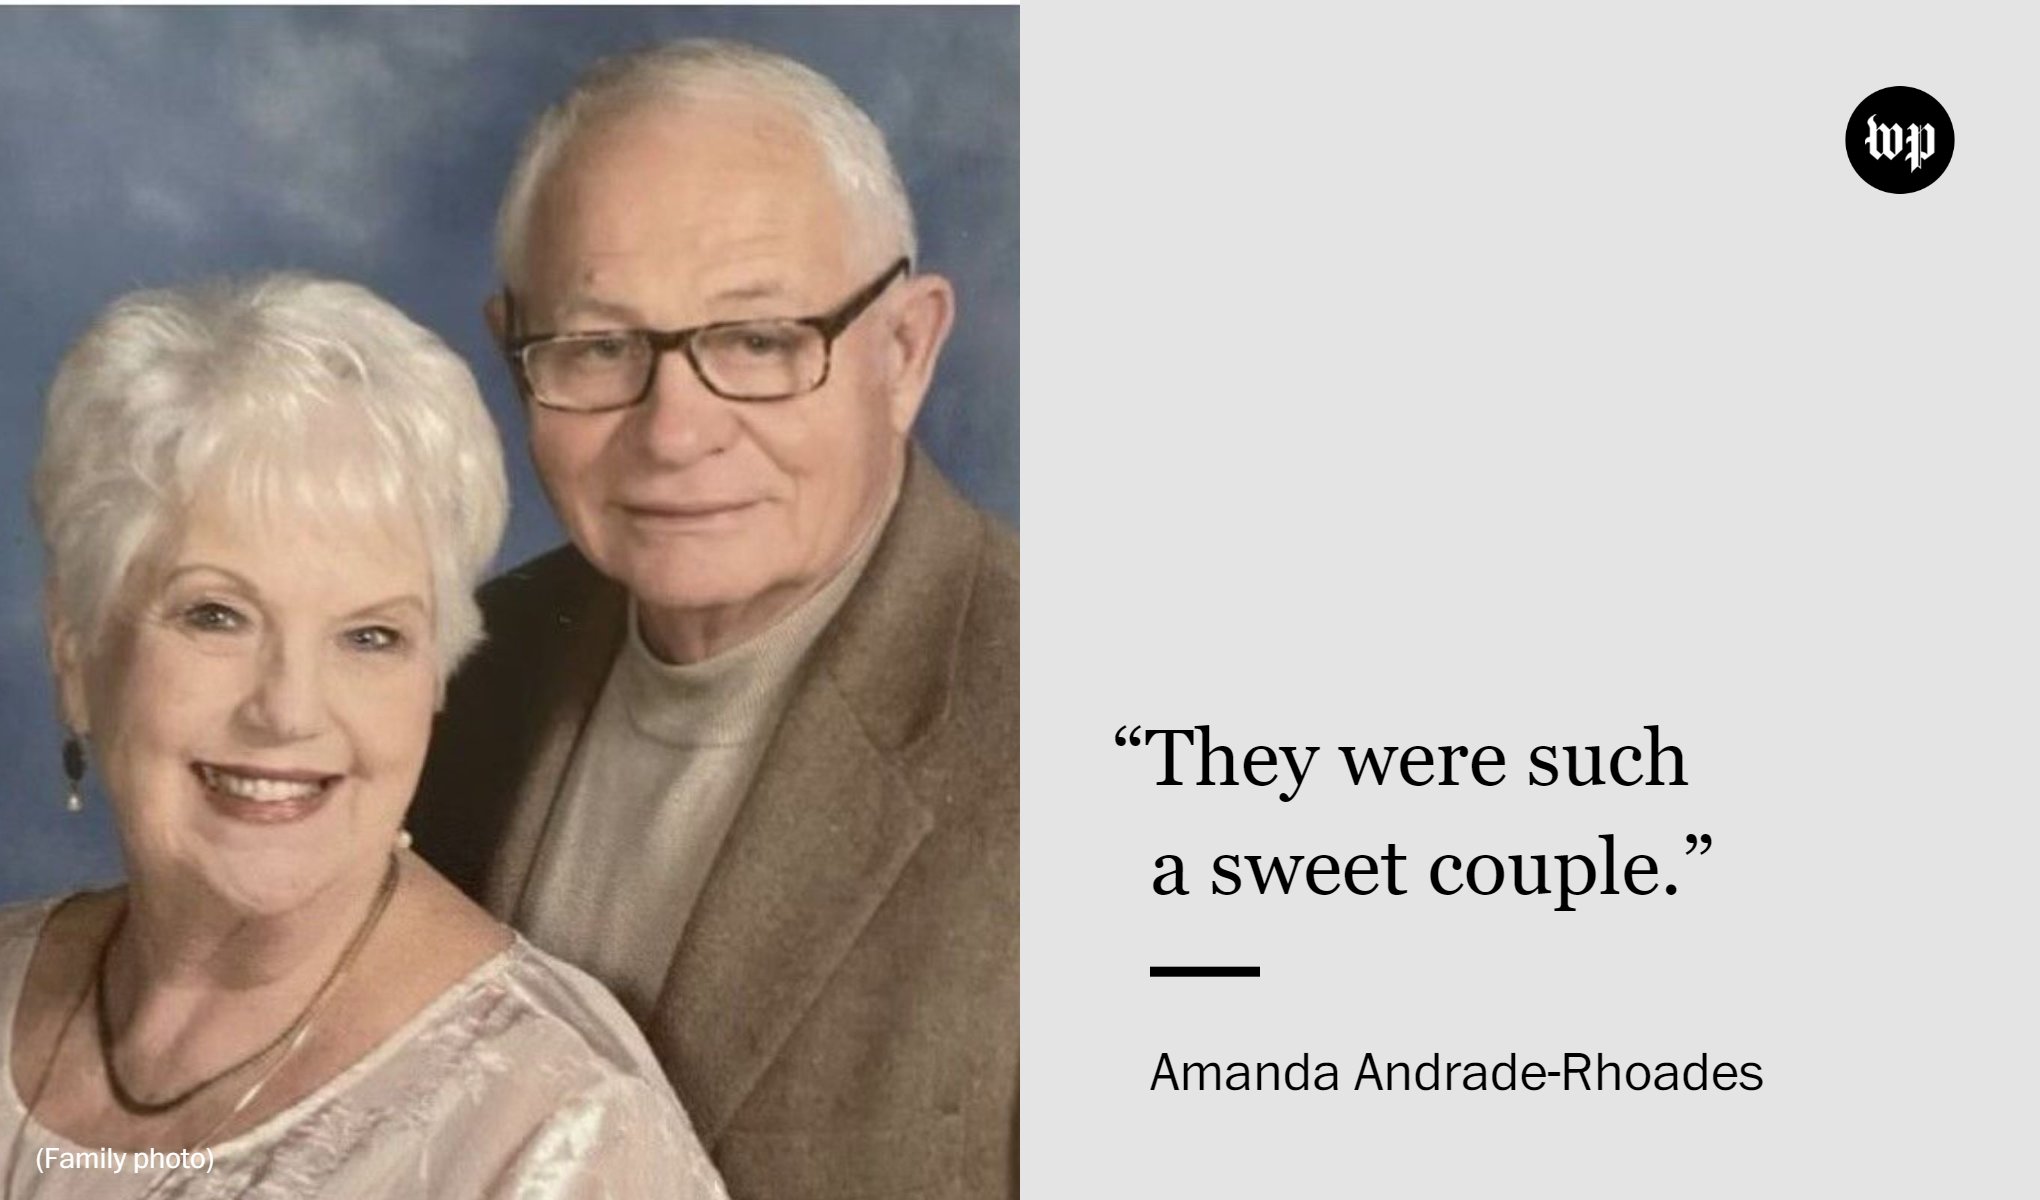 wp
“They were such
a sweet couple.”
Amanda Andrade-Rhoades
(Family photo)